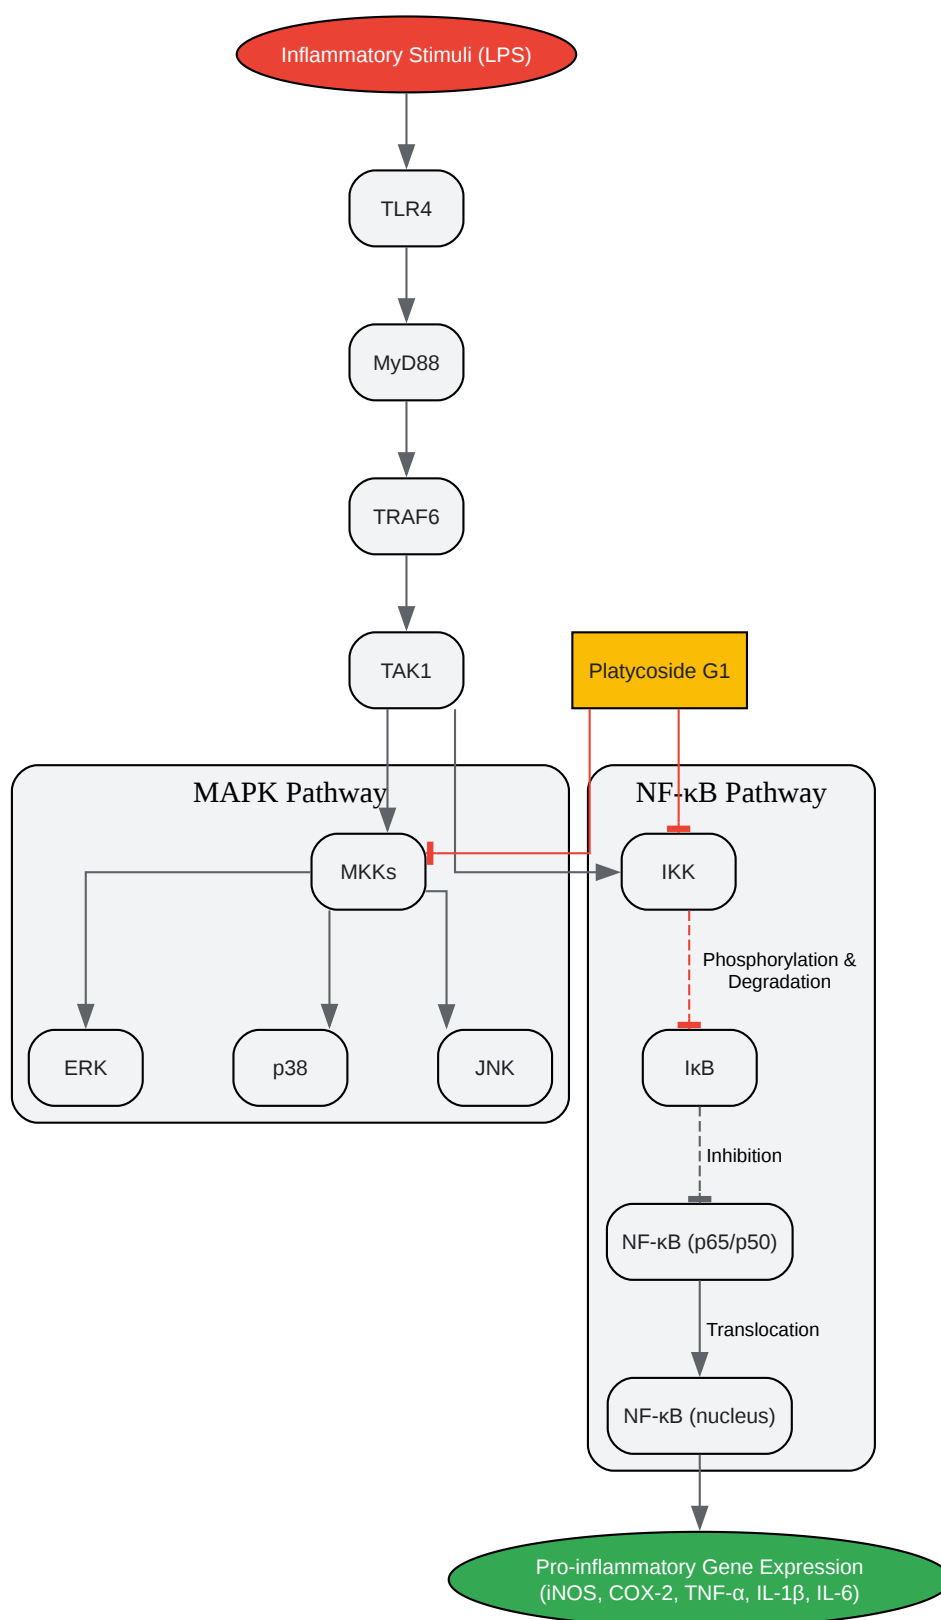 Inflammatory Stimuli (LPS)
TLR4
MyD88
TRAF6
TAK1
Platycoside G1
MAPK Pathway
NF-κB Pathway
MKKs
IKK
Phosphorylation &
Degradation
ERK
p38
JNK
IκB
Inhibition
NF-κB (p65/p50)
Translocation
NF-κB (nucleus)
Pro-inflammatory Gene Expression
(iNOS, COX-2, TNF-α, IL-1β, IL-6)